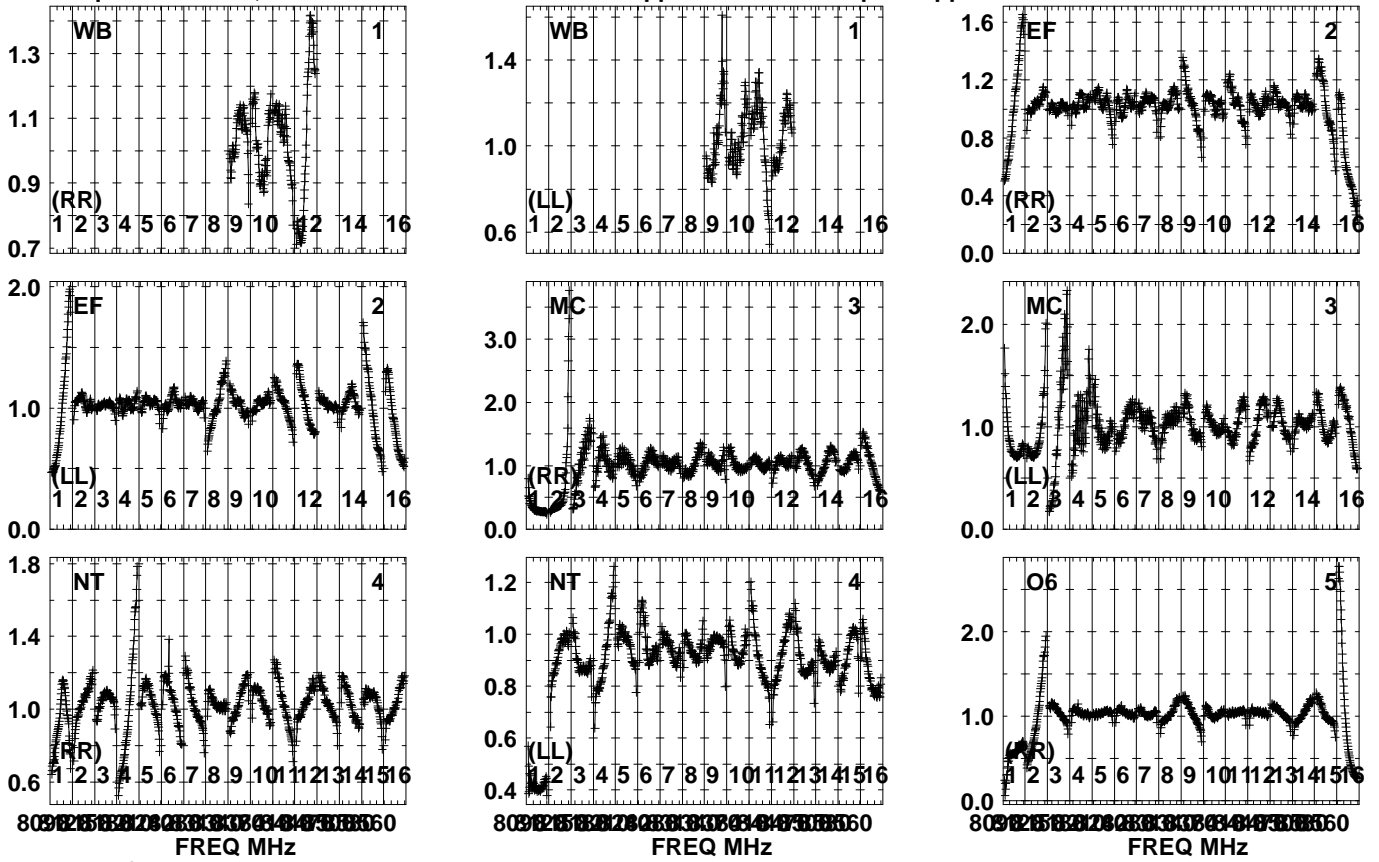 WB 1
1.3
1.1
0.9
(RR)
0.7
1 2 3 4 5 6 7 8 9 10 12 14 16
WB 1
1.4
1.0
(LL)
0.6
1 2 3 4 5 6 7 8 9 10 12 14 16
EF 2
1.6
1.2
0.8
0.4
(RR)
0.0
1 2 3 4 5 6 7 8 9 10 12 14 16
EF 2
2.0
1.0
(LL)
0.0
1 2 3 4 5 6 7 8 9 10 12 14 16
MC 3
3.0
2.0
1.0
(RR)
0.0
1 2 3 4 5 6 7 8 9 10 12 14 16
MC 3
2.0
1.0
(LL)
0.0
1 2 3 4 5 6 7 8 9 10 12 14 16
NT 4
1.8
1.4
1.0
(RR)
0.6
1 2 3 4 5 6 7 8 9 10 11 12 13 14 15 16
FREQ MHz
NT 4
1.2
1.0
0.8
0.6
(LL)
0.4
1 2 3 4 5 6 7 8 9 10 11 12 13 14 15 16
FREQ MHz
O6 5
2.0
1.0
(RR)
0.0
1 2 3 4 5 6 7 8 9 10 11 12 13 14 15 16
FREQ MHz